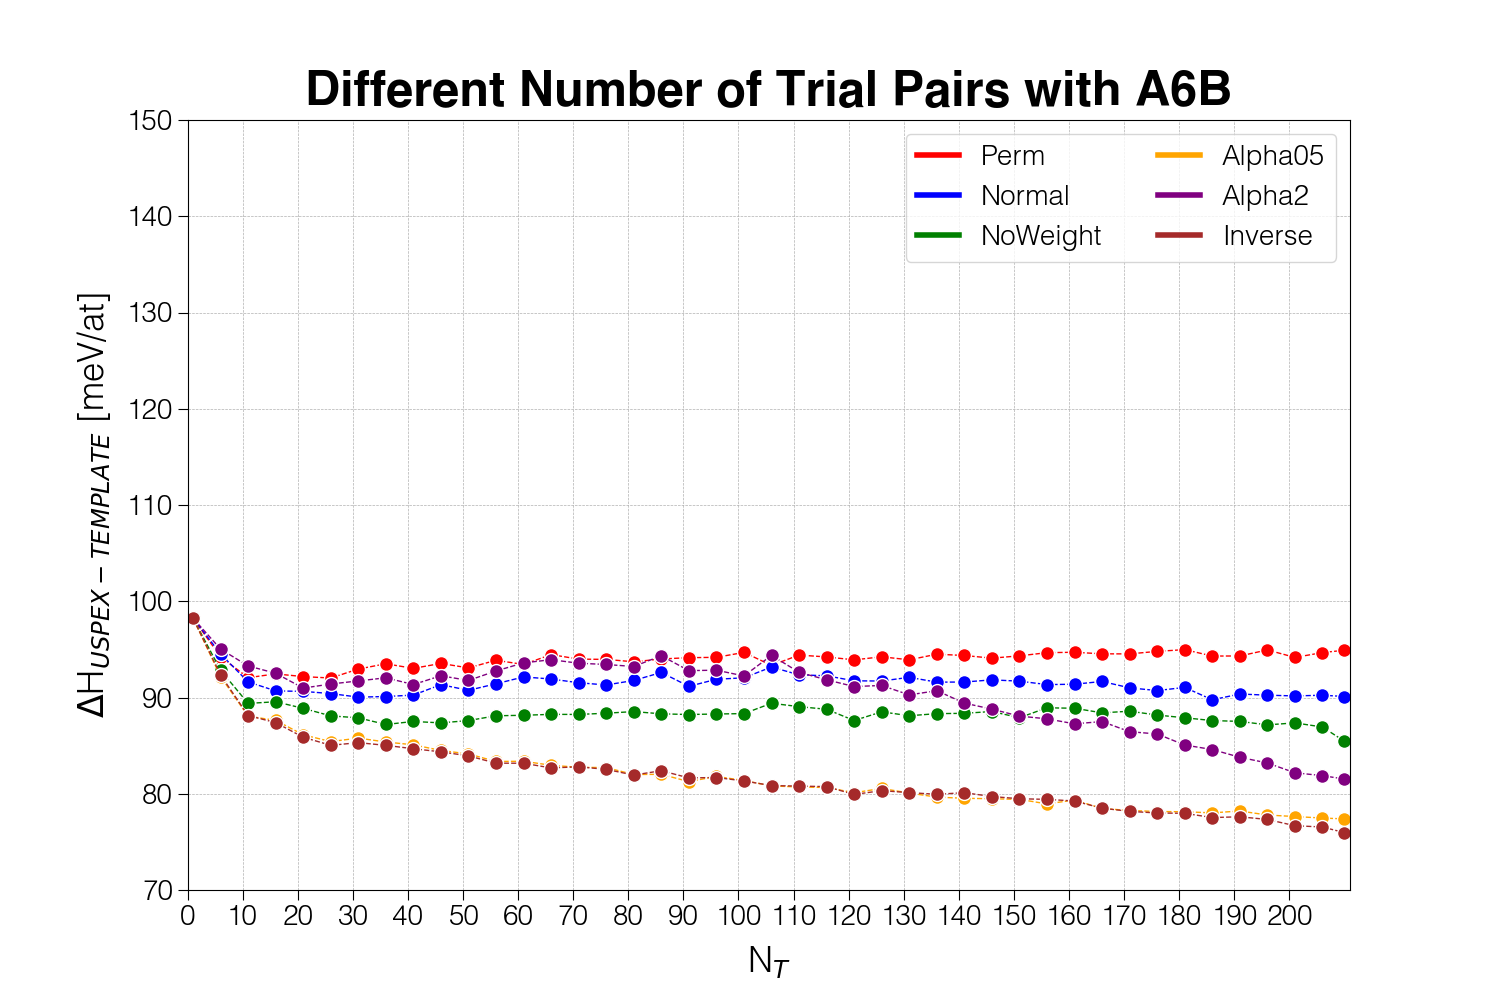 Different Number of Trial Pairs with A6B
150
140
130
120
110
100
90
80
70
ΔH_{USPEX−TEMPLATE} [meV/at]
Perm
Normal
NoWeight
Alpha05
Alpha2
Inverse
0 10 20 30 40 50 60 70 80 90 100 110 120 130 140 150 160 170 180 190 200
N_T